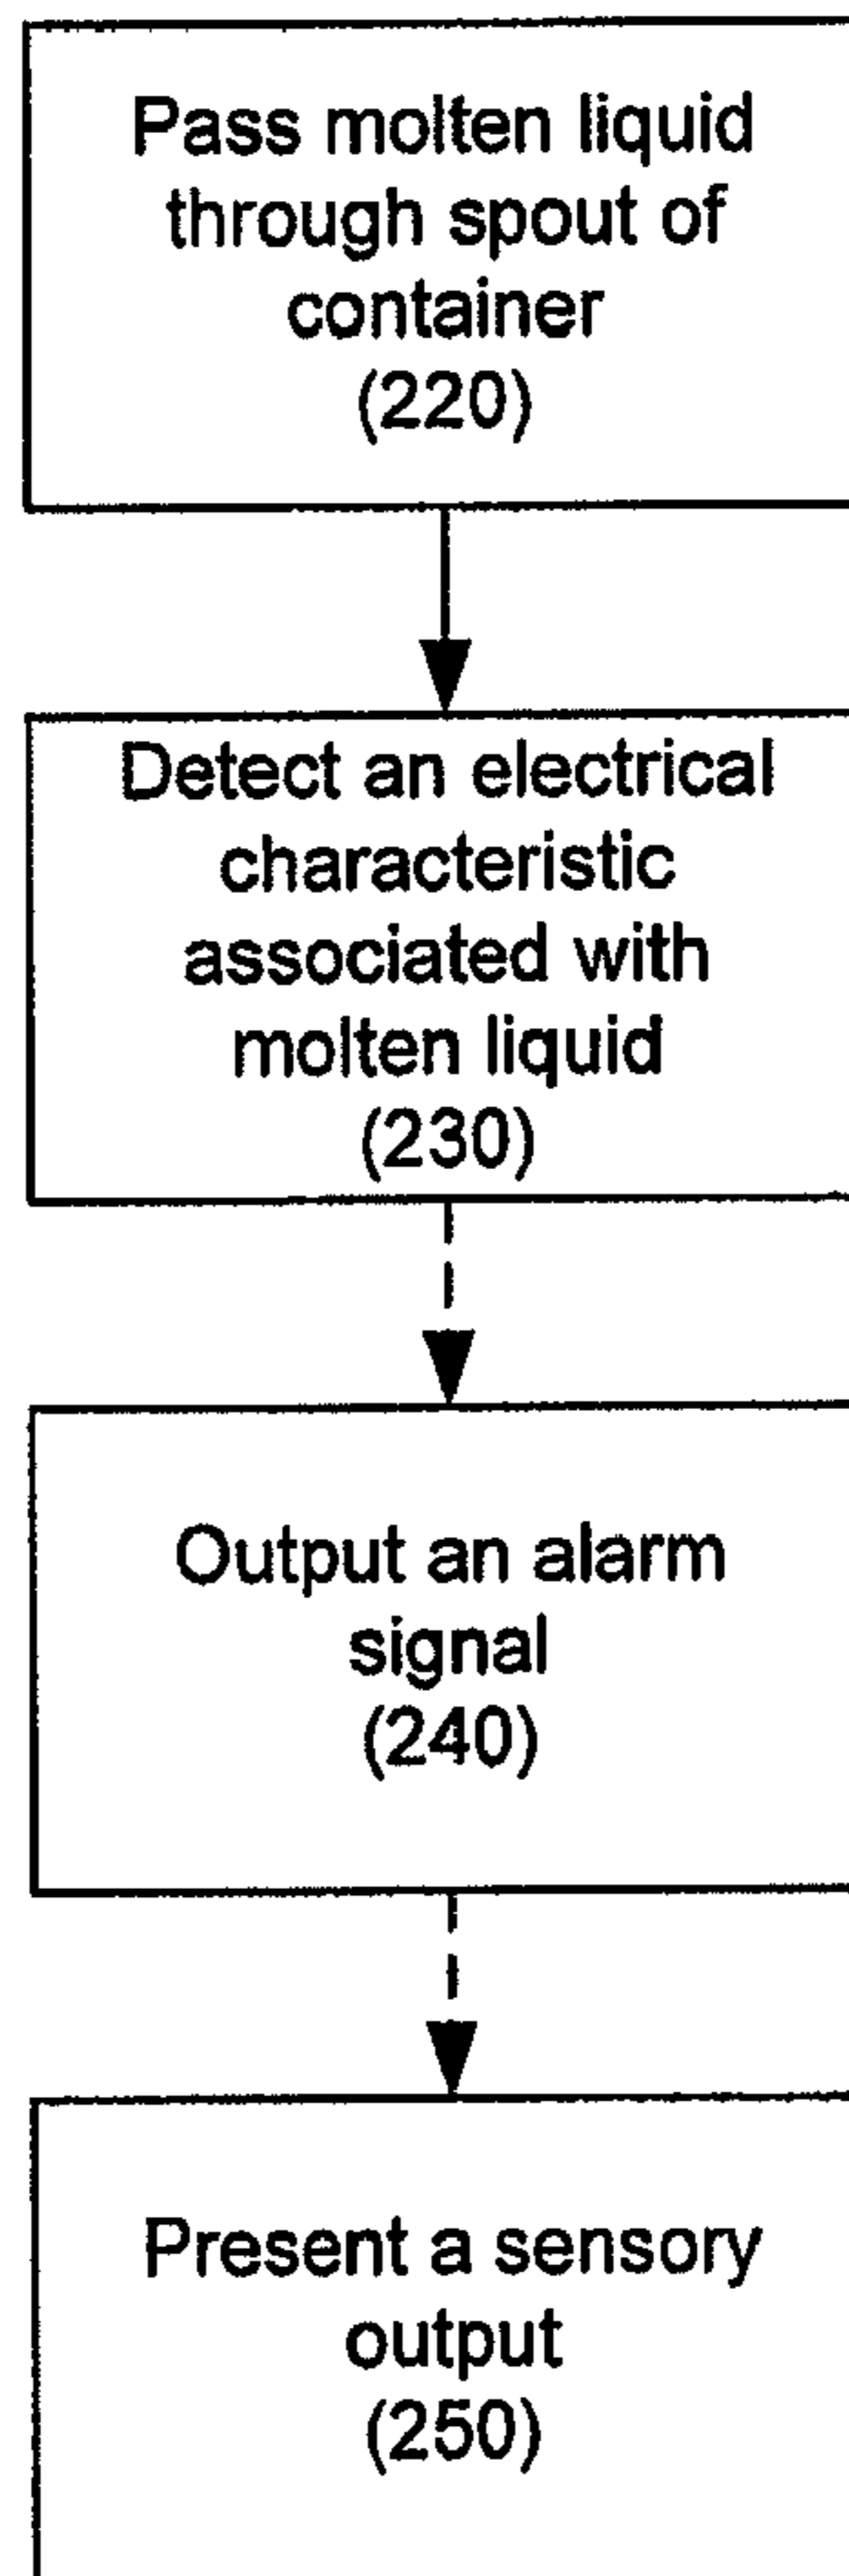 Pass molten liquid
through spout of
container
(220)
Detect an electrical
characteristic
associated with
molten liquid
(230)
Output an alarm
signal
(240)
Present a sensory
output
(250)